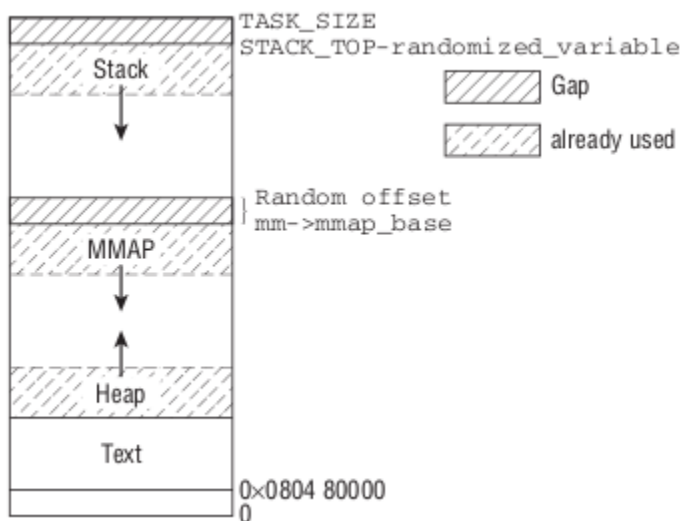 TASK_SIZE
STACK_TOP-randomized_variable
Stack
Gap
already used
Random offset
mm->mmap_base
MMAP
Heap
Text
0×0804 80000
0